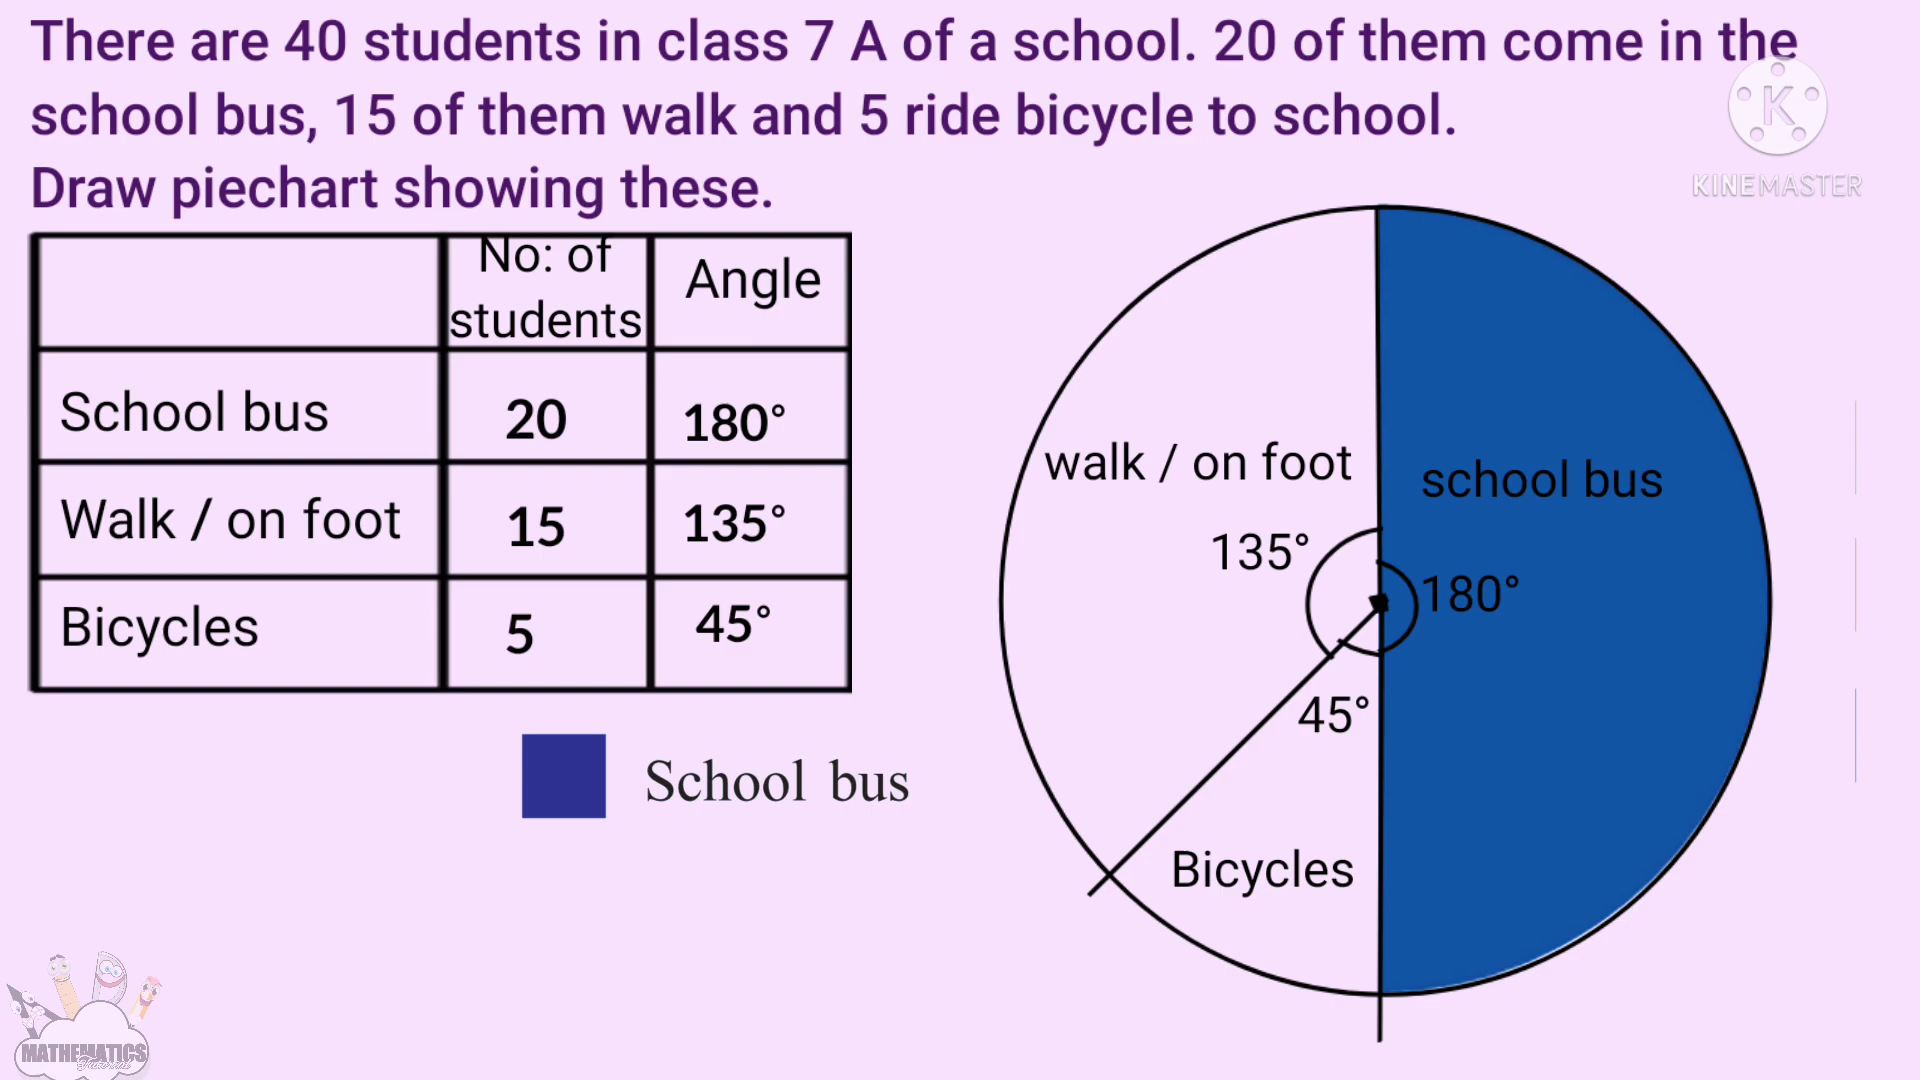 There are 40 students in class 7 A of a school. 20 of them come in the
school bus, 15 of them walk and 5 ride bicycle to school.
Draw piechart showing these.
K
KINEMASTER
No: of
students
Angle
School bus 20 180°
Walk / on foot 15 135°
Bicycles 5 45°
School bus
walk / on foot
school bus
135°
180°
45°
Bicycles
MATHEMATICS
Tutorial